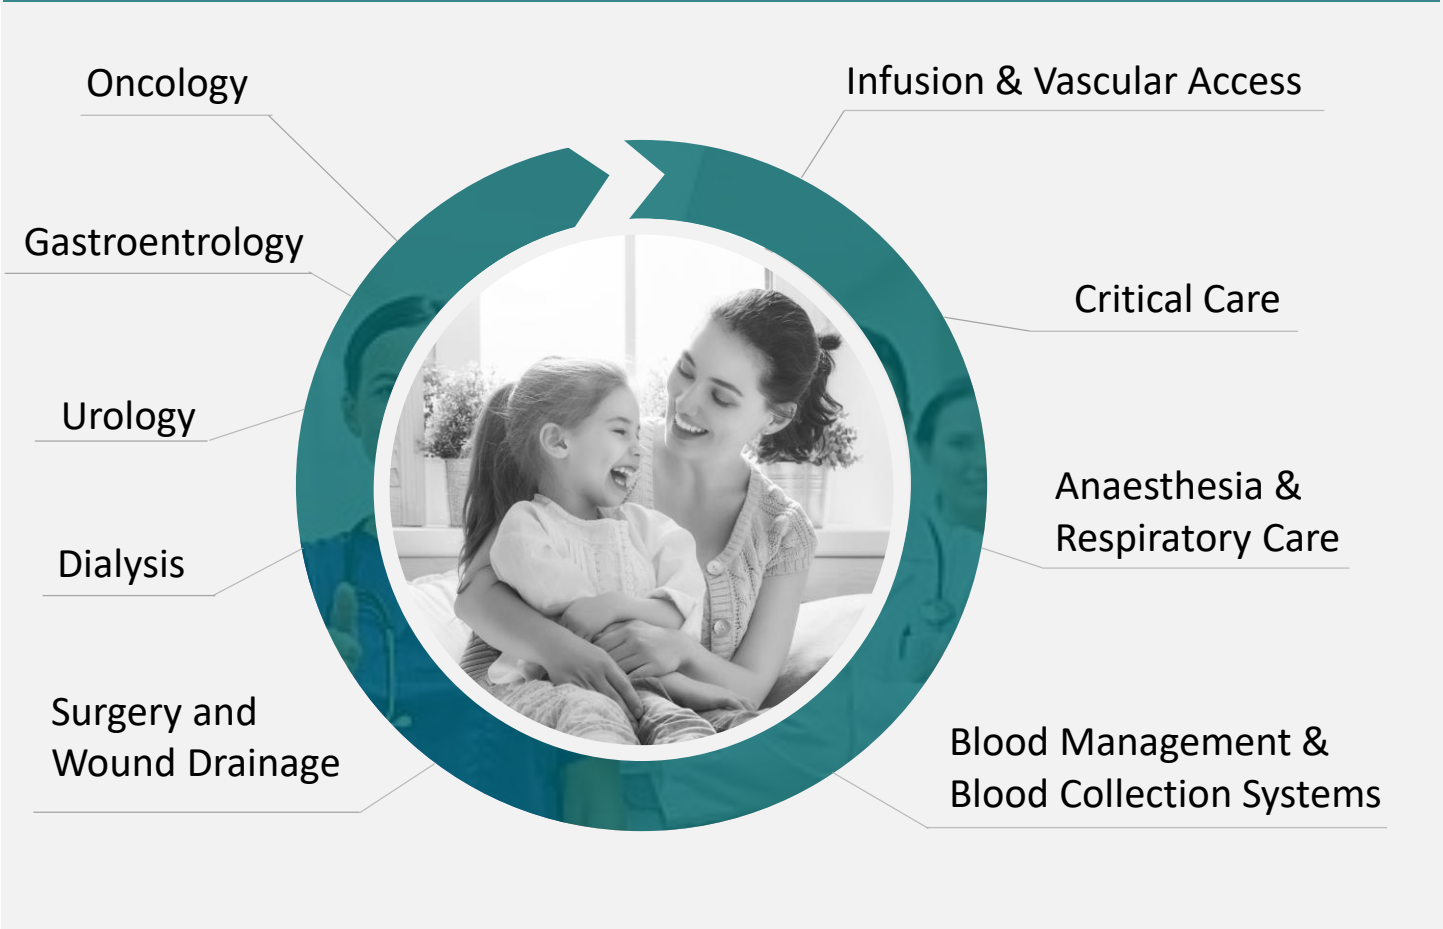 Oncology
Infusion & Vascular Access
Gastroentrology
Critical Care
Urology
Anaesthesia &
Respiratory Care
Dialysis
Surgery and
Wound Drainage
Blood Management &
Blood Collection Systems